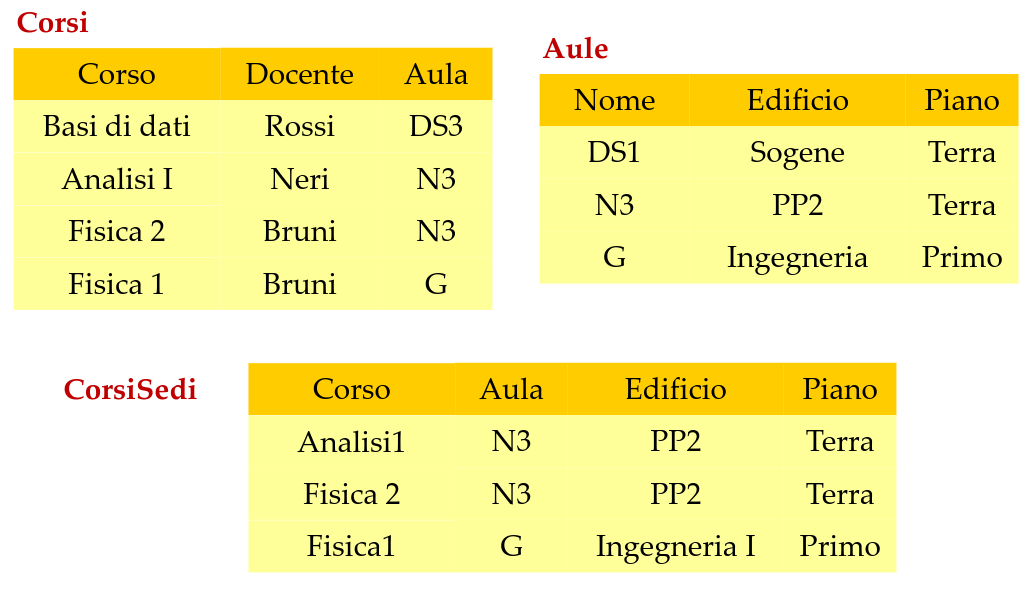 Corsi
Corso Docente Aula
Basi di dati Rossi DS3
Analisi I Neri N3
Fisica 2 Bruni N3
Fisica 1 Bruni G
Aule
Nome Edificio Piano
DS1 Sogene Terra
N3 PP2 Terra
G Ingegneria Primo
CorsiSedi
Corso Aula Edificio Piano
Analisi1 N3 PP2 Terra
Fisica 2 N3 PP2 Terra
Fisica1 G Ingegneria I Primo